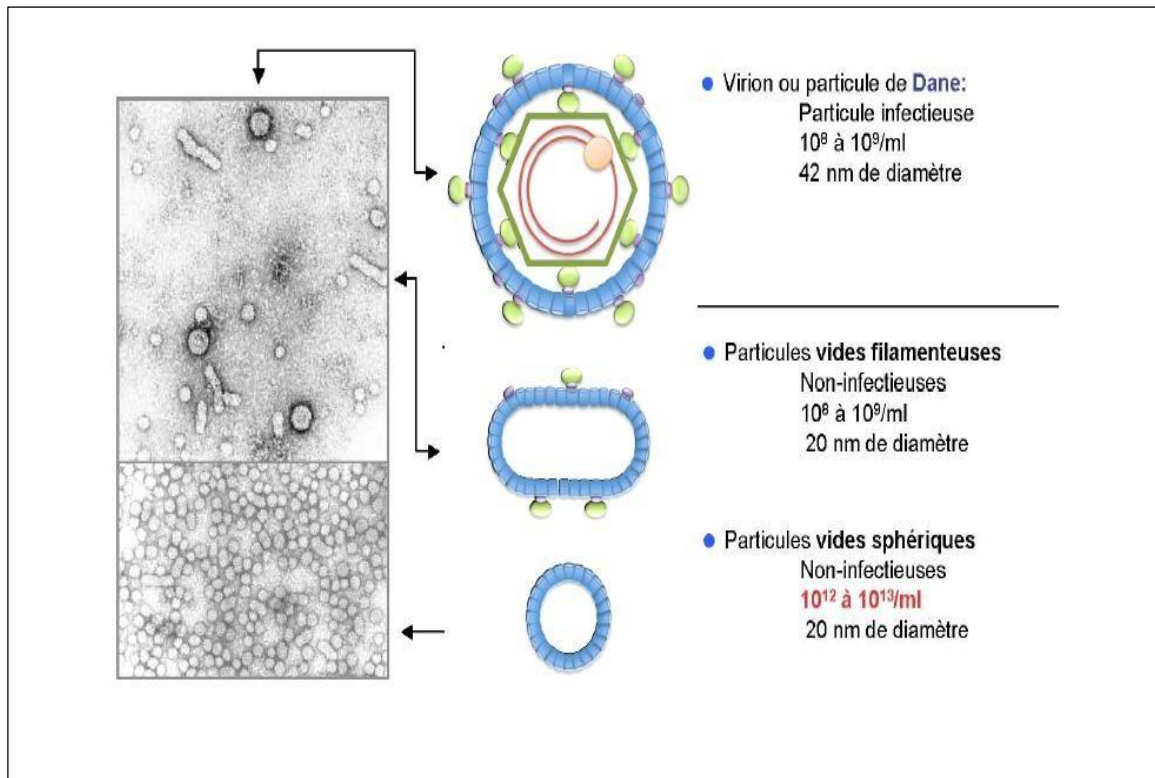 Virion ou particule de Dane:
Particule infectieuse
10⁸ à 10⁹/ml
42 nm de diamètre
Particules vides filamenteuses
Non-infectieuses
10⁸ à 10⁹/ml
20 nm de diamètre
Particules vides sphériques
Non-infectieuses
10¹² à 10¹³/ml
20 nm de diamètre